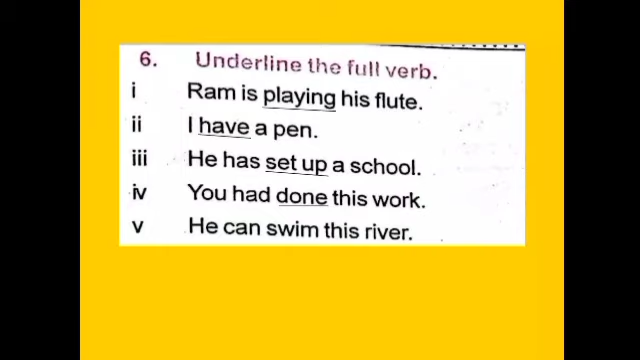 6. Underline the full verb.
i Ram is playing his flute.
ii I have a pen.
iii He has set up a school.
iv You had done this work.
v He can swim this river.